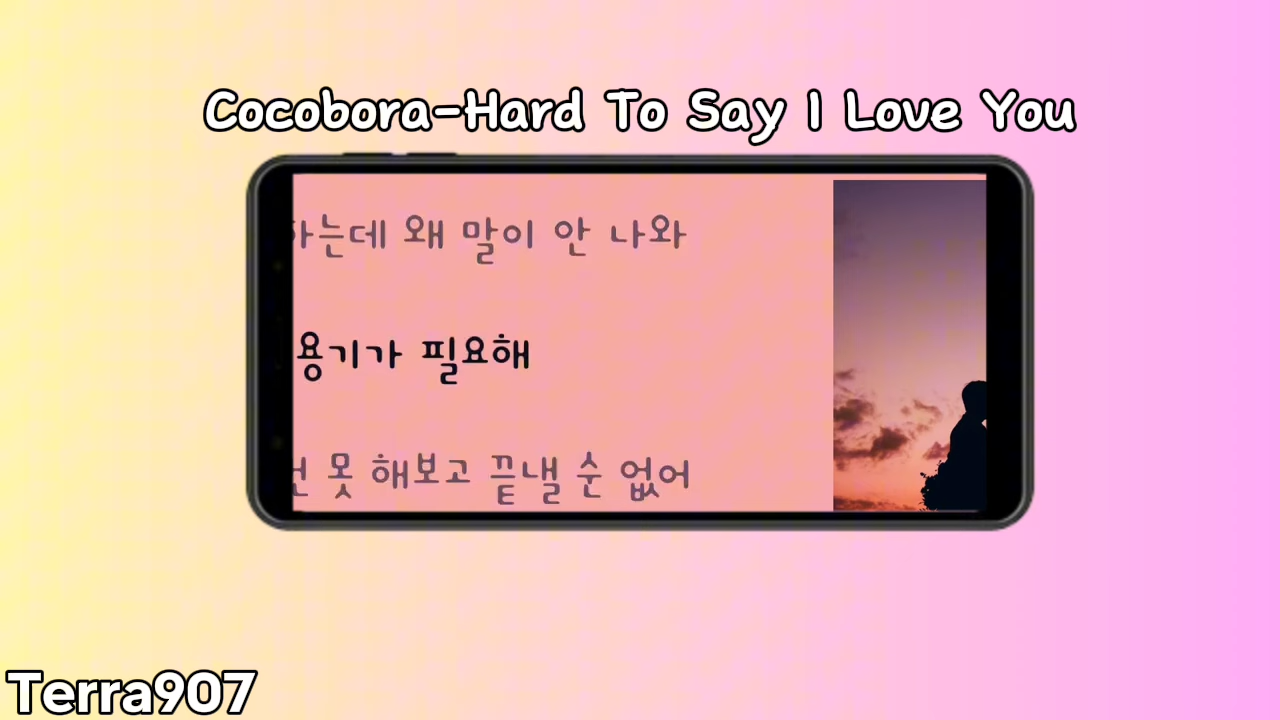 Cocobora-Hard To Say I Love You
하는데 왜 말이 안 나와
용기가 필요해
못 해보고 끝낼 순 없어
Terra907